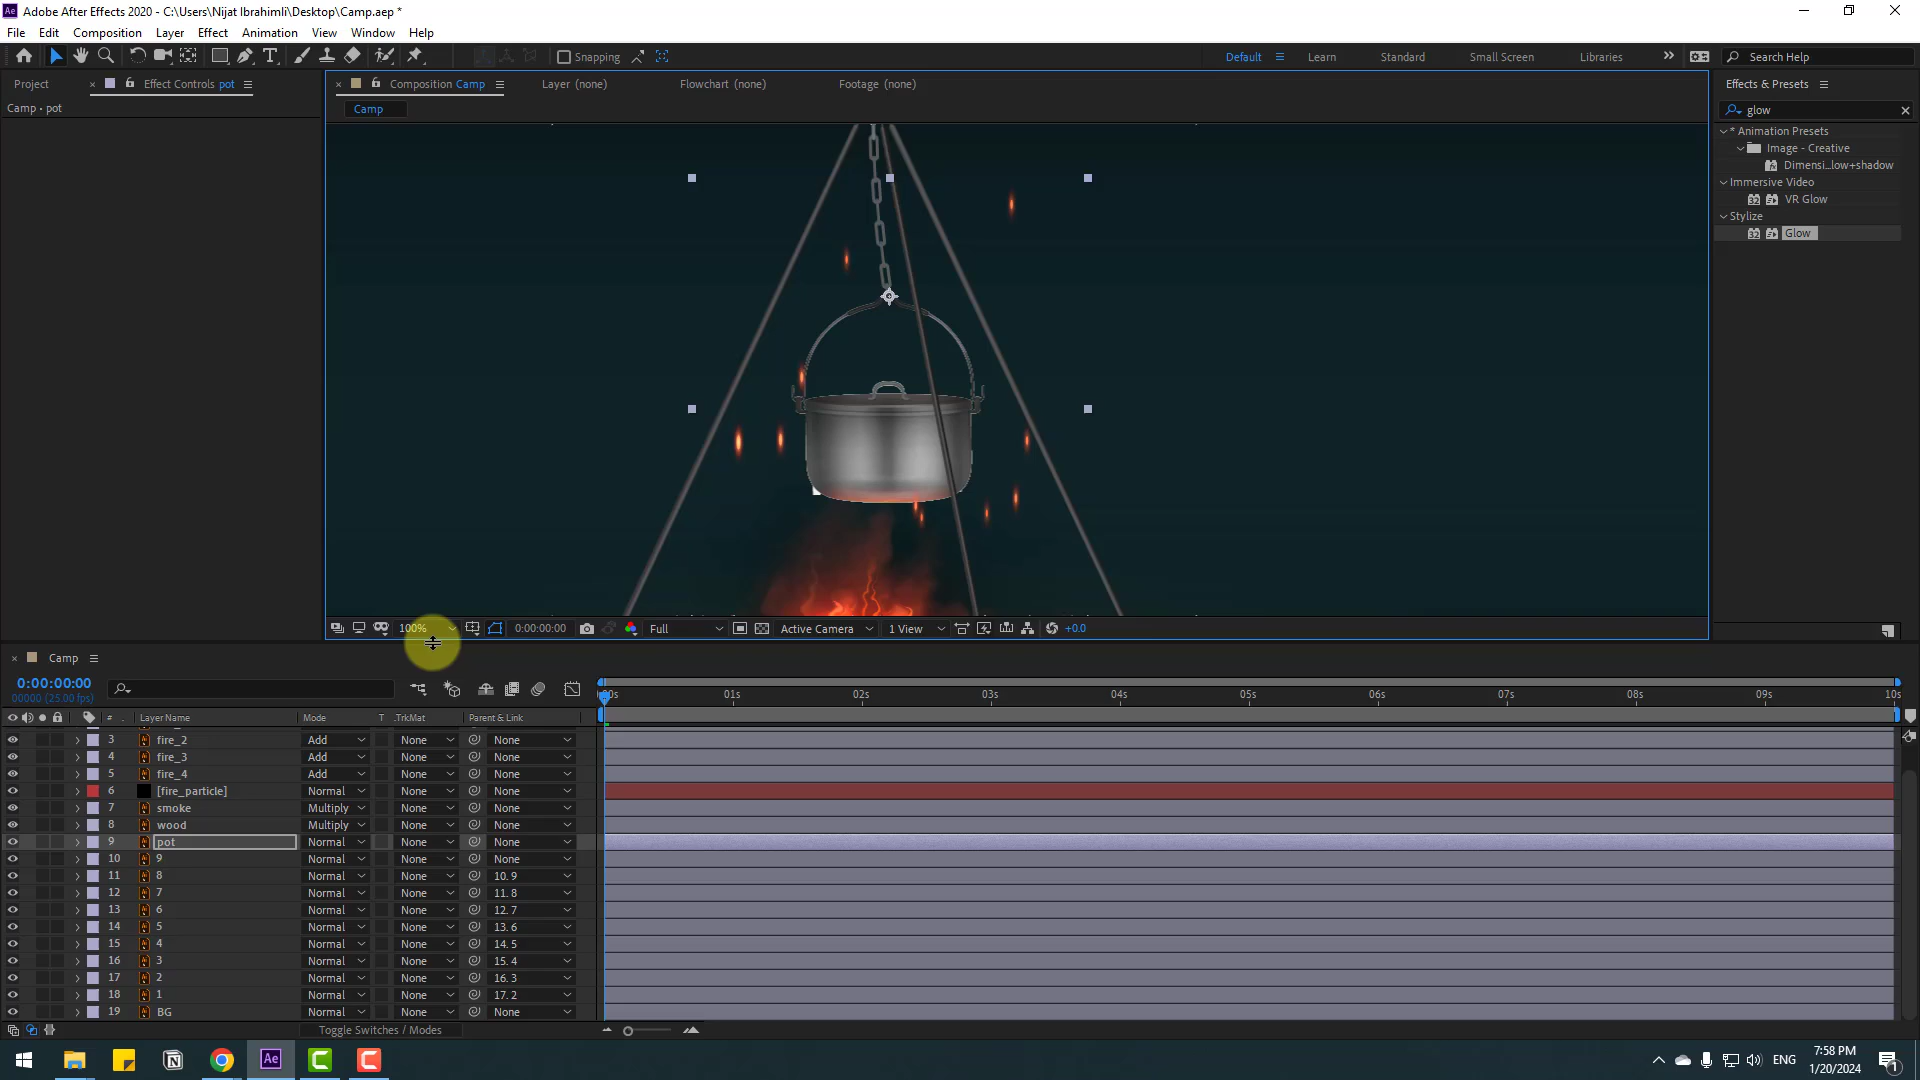 Adobe After Effects 2020 - C:\Users\Nijat Ibrahimli\Desktop\Camp.aep *
File Edit Composition Layer Effect Animation View Window Help
Snapping
Default Learn Standard Small Screen Libraries Search Help
Project Effect Controls pot
Camp • pot
Composition Camp Layer (none) Flowchart (none) Footage (none)
Camp
Effects & Presets
glow
* Animation Presets
Image - Creative
Dimensi...low+shadow
Immersive Video
VR Glow
Stylize
Glow
100% 0:00:00:00 Full Active Camera 1 View +0.0
Camp
0:00:00:00
00000 (25.00 fps)
00s 01s 02s 03s 04s 05s 06s 07s 08s 09s 10s
# . Layer Name Mode T .TrkMat Parent & Link
3 fire_2 Add None None
4 fire_3 Add None None
5 fire_4 Add None None
6 [fire_particle] Normal None None
7 smoke Multiply None None
8 wood Multiply None None
9 pot Normal None None
10 9 Normal None None
11 8 Normal None 10. 9
12 7 Normal None 11. 8
13 6 Normal None 12. 7
14 5 Normal None 13. 6
15 4 Normal None 14. 5
16 3 Normal None 15. 4
17 2 Normal None 16. 3
18 1 Normal None 17. 2
19 BG Normal None None
Toggle Switches / Modes
ENG
7:58 PM
1/20/2024
1